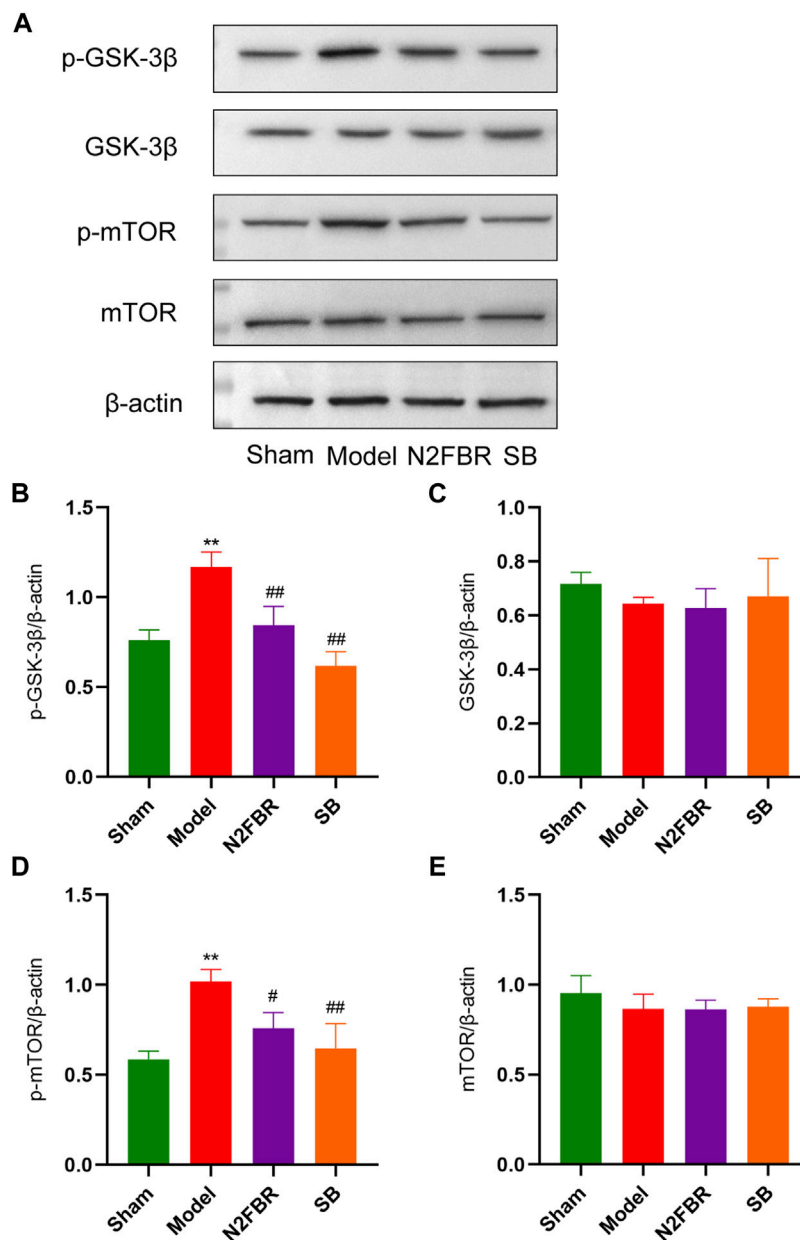 A
p-GSK-3β
GSK-3β
p-mTOR
mTOR
β-actin
Sham Model N2FBR SB
B
p-GSK-3β/β-actin
1.5
1.0
0.5
0.0
**
##
##
Sham
Model
N2FBR
SB
C
GSK-3β/β-actin
1.0
0.8
0.6
0.4
0.2
0.0
Sham
Model
N2FBR
SB
D
p-mTOR/β-actin
1.5
1.0
0.5
0.0
**
#
##
Sham
Model
N2FBR
SB
E
mTOR/β-actin
1.5
1.0
0.5
0.0
Sham
Model
N2FBR
SB